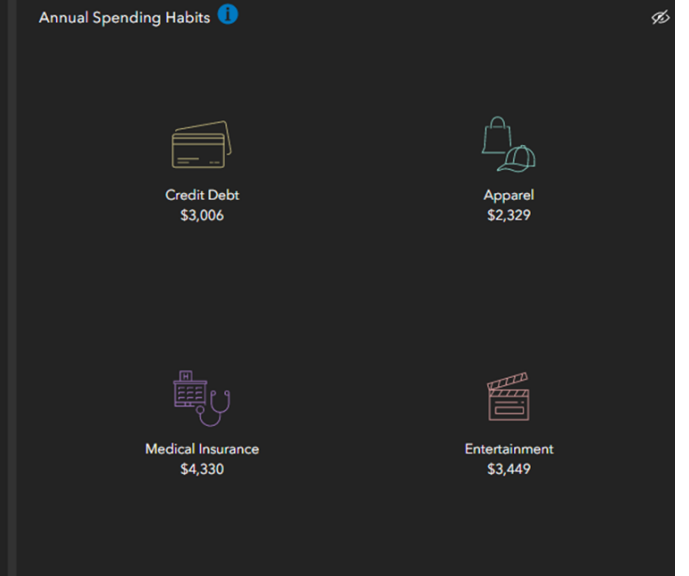 Annual Spending Habits
Credit Debt
$3,006
Apparel
$2,329
Medical Insurance
$4,330
Entertainment
$3,449